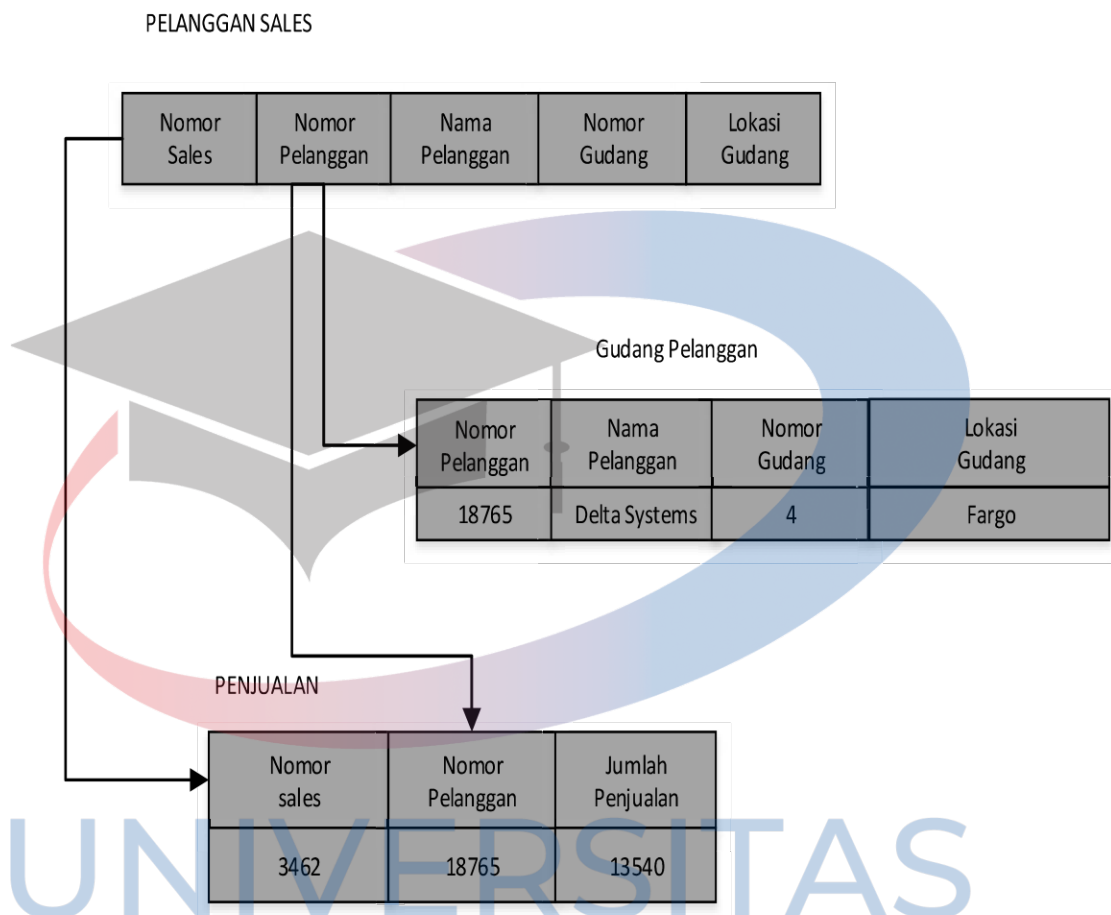 PELANGGAN SALES
Nomor Sales
Nomor Pelanggan
Nama Pelanggan
Nomor Gudang
Lokasi Gudang
Gudang Pelanggan
Nomor Pelanggan
Nama Pelanggan
Nomor Gudang
Lokasi Gudang
18765
Delta Systems
4
Fargo
PENJUALAN
Nomor sales
Nomor Pelanggan
Jumlah Penjualan
3462
18765
13540
UNIVERSITAS